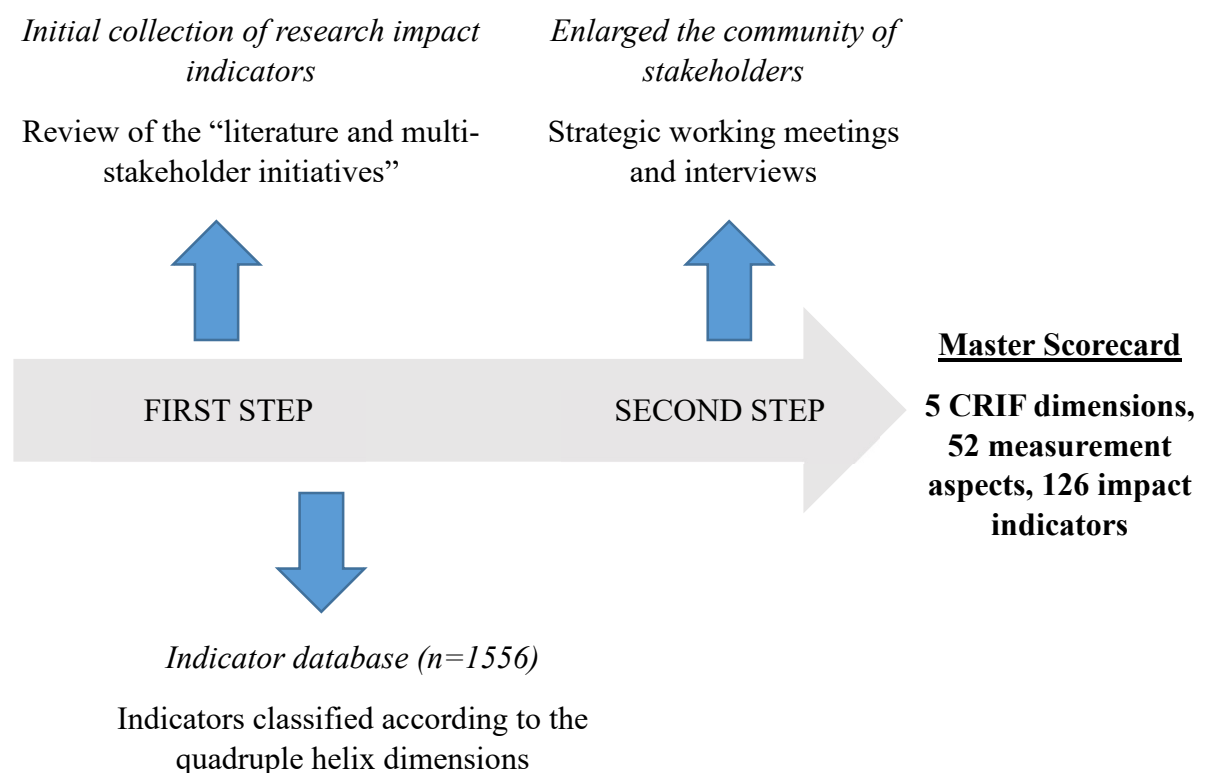 Initial collection of research impact
indicators
Review of the “literature and multi-
stakeholder initiatives”
Enlarged the community of
stakeholders
Strategic working meetings
and interviews
FIRST STEP
SECOND STEP
Master Scorecard
5 CRIF dimensions,
52 measurement
aspects, 126 impact
indicators
Indicator database (n=1556)
Indicators classified according to the
quadruple helix dimensions